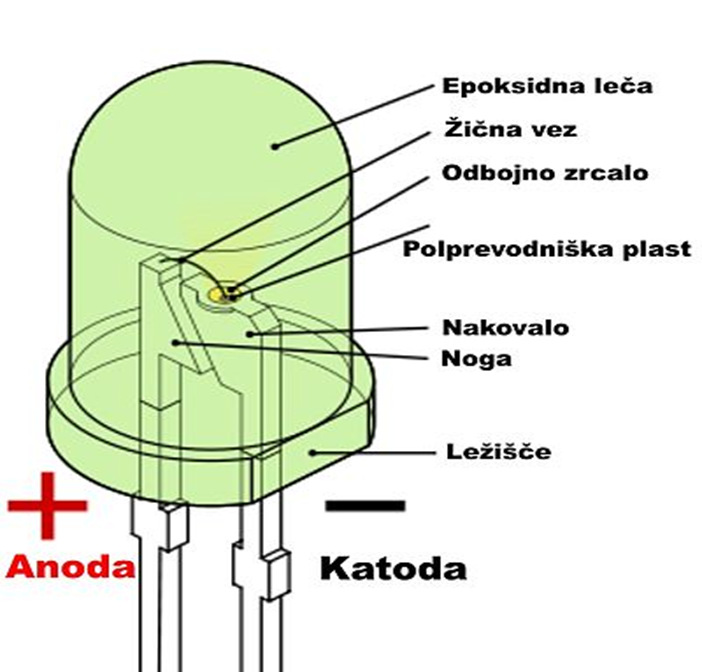 Epoksidna leča
Žična vez
Odbojno zrcalo
Polprevodniška plast
Nakovalo
Noga
Ležišče
+ −
Anoda Katoda